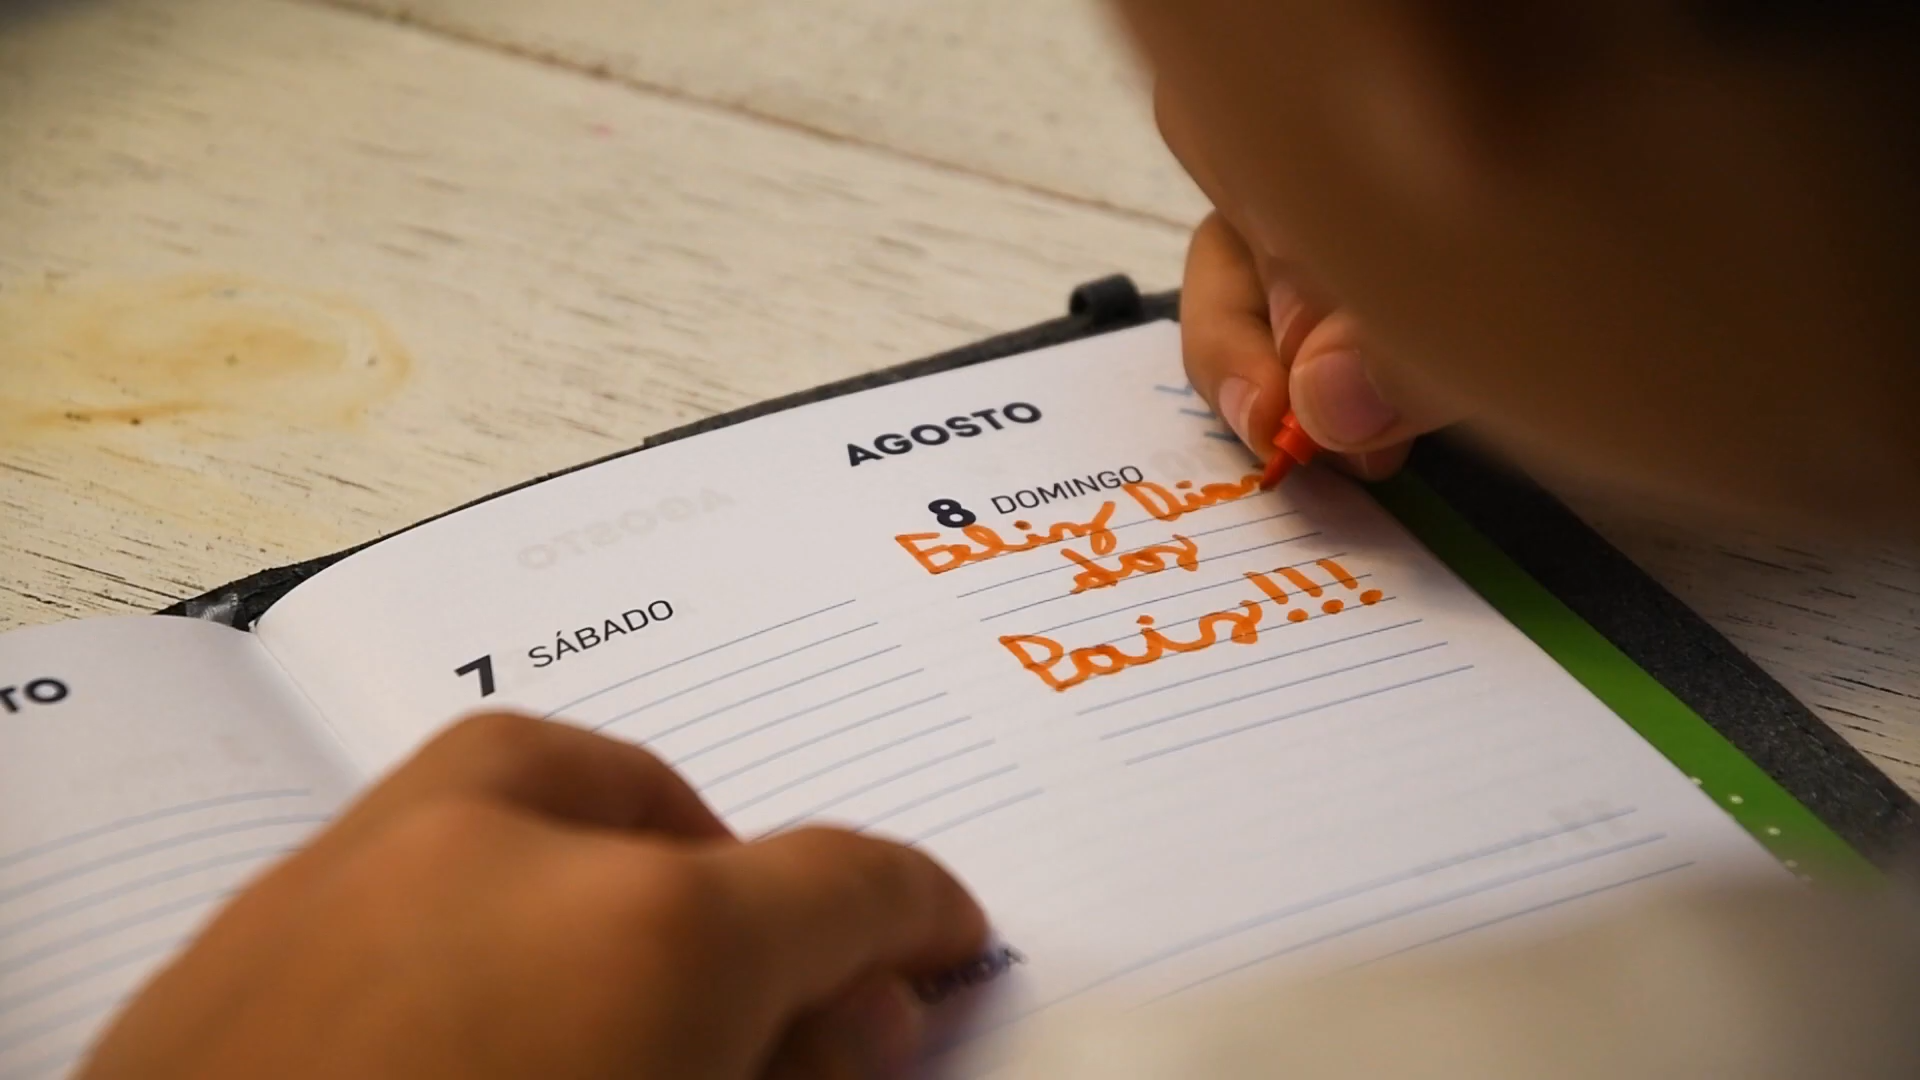 TO
AGOSTO
7 SÁBADO
8 DOMINGO
Feliz Dia
dos
Pais!!!